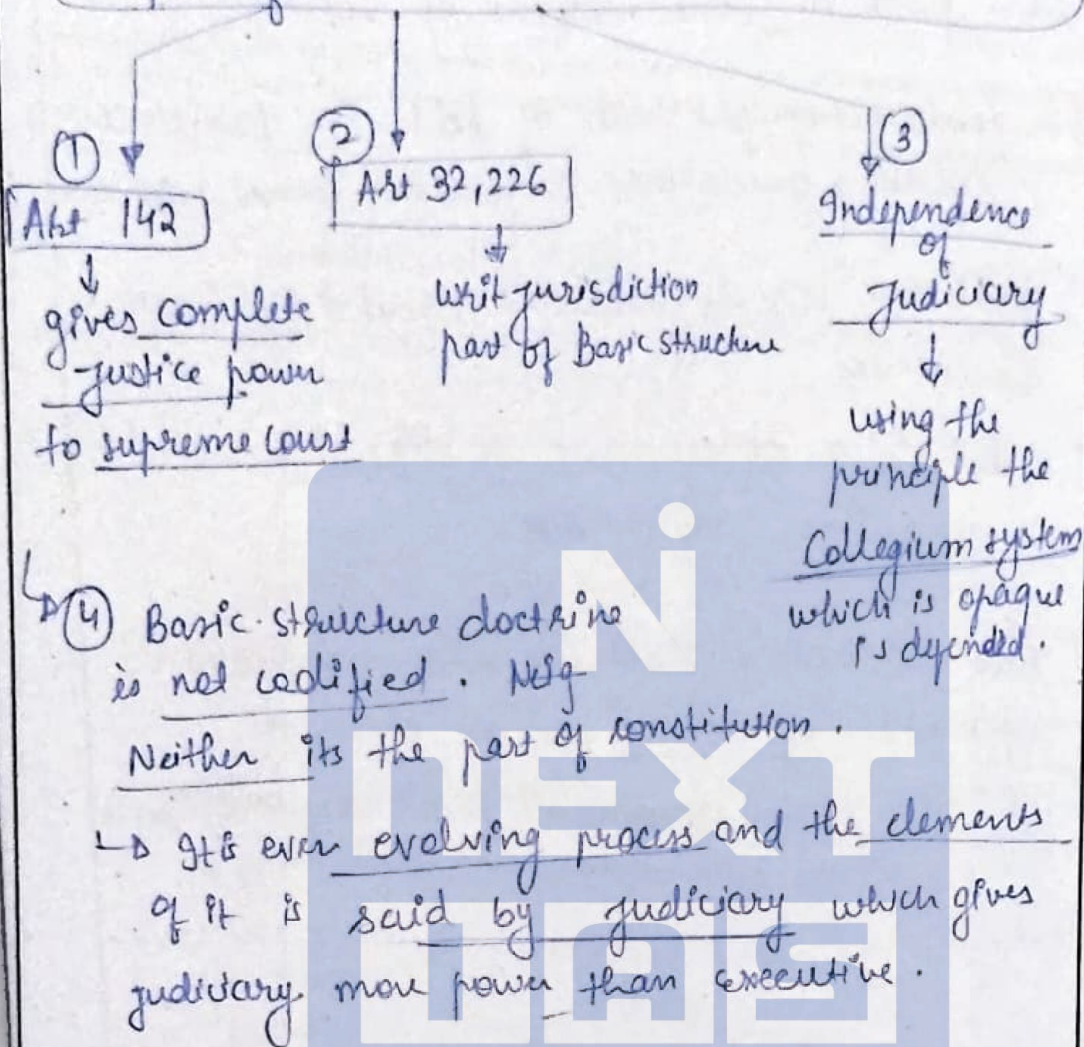 ①
Art 142
↓
gives complete
justice power
to supreme court
②
Art 32,226
↓
writ jurisdiction
part of Basic structure
③
Independence
of
Judiciary
↓
using the
principle the
Collegium system
which is opaque
is
④ Basic structure doctrine
is not codified.
Neither its the part of constitution.
↳ It is ever evolving process and the elements
of it is said by judiciary which gives
judiciary more power than executive.
N
NEXT
IAS